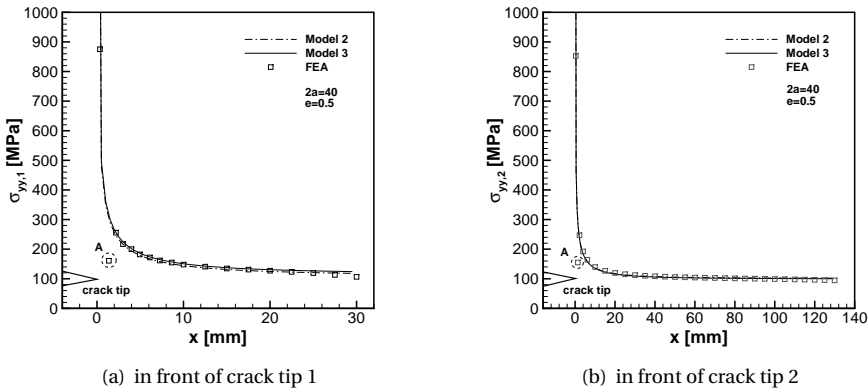 1000
900
800
700
600
500
400
300
200
100
0
σyy,1 [MPa]
Model 2
Model 3
FEA
2a=40
e=0.5
A
crack tip
0 10 20 30
x [mm]
(a) in front of crack tip 1
1000
900
800
700
600
500
400
300
200
100
0
σyy,2 [MPa]
Model 2
Model 3
FEA
2a=40
e=0.5
A
crack tip
0 20 40 60 80 100 120 140
x [mm]
(b) in front of crack tip 2